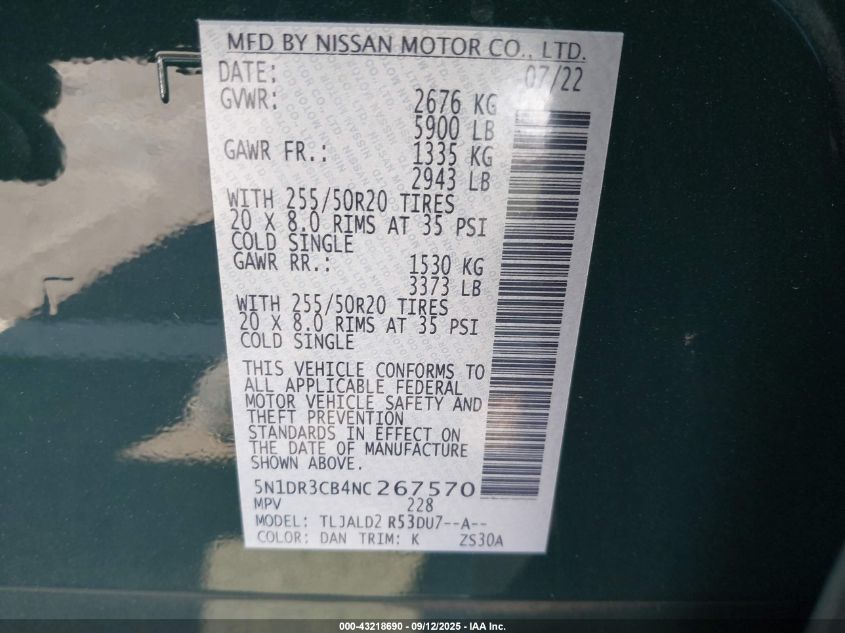 MFD BY NISSAN MOTOR CO., LTD.
DATE: 07/22
GVWR: 2676 KG
5900 LB
GAWR FR.: 1335 KG
2943 LB
WITH 255/50R20 TIRES
20 X 8.0 RIMS AT 35 PSI
COLD SINGLE
GAWR RR.: 1530 KG
3373 LB
WITH 255/50R20 TIRES
20 X 8.0 RIMS AT 35 PSI
COLD SINGLE
THIS VEHICLE CONFORMS TO
ALL APPLICABLE FEDERAL
MOTOR VEHICLE SAFETY AND
THEFT PREVENTION
STANDARDS IN EFFECT ON
THE DATE OF MANUFACTURE
SHOWN ABOVE.
5N1DR3CB4NC267570
MPV 228
MODEL: TLJALD2 R53DU7--A--
COLOR: DAN TRIM: K ZS30A
000-43218690 - 09/12/2025 - IAA Inc.